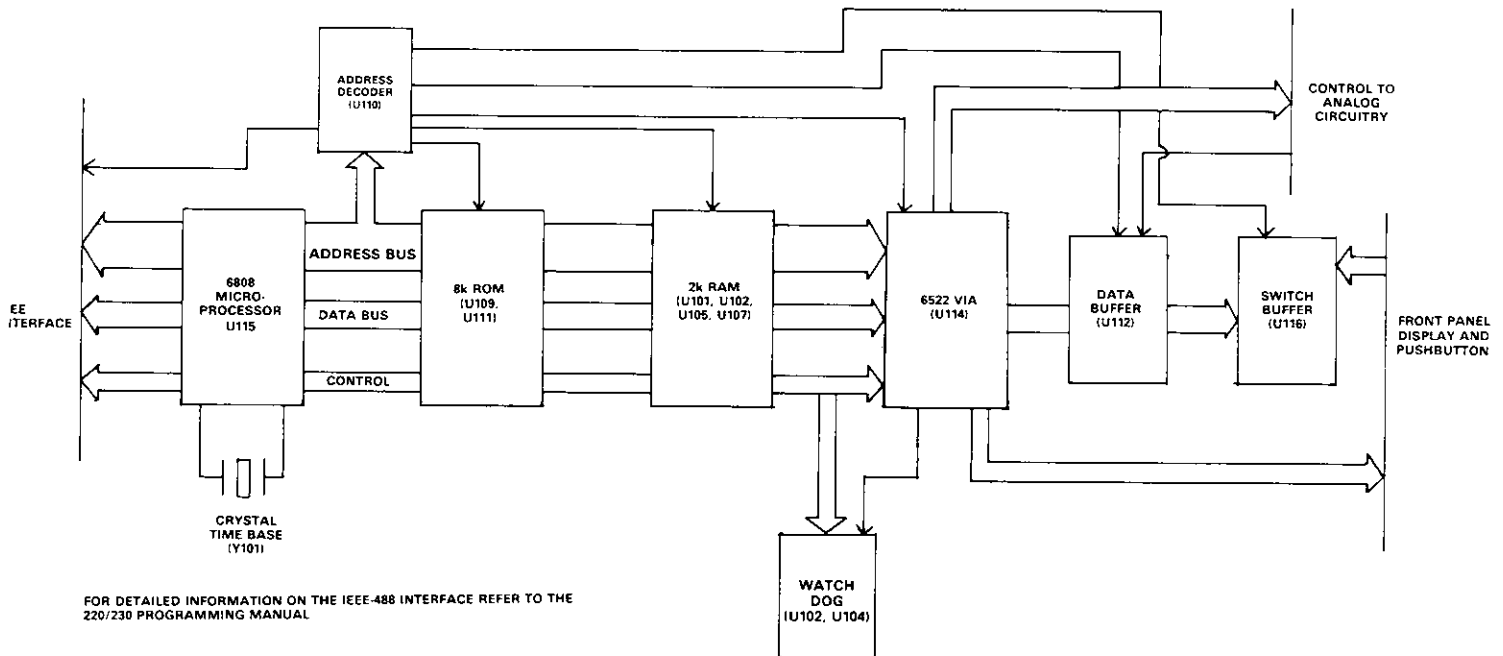 ADDRESS
DECODER
(U110)
CONTROL TO
ANALOG
CIRCUITRY
6808
MICRO-
PROCESSOR
U115
ADDRESS BUS
DATA BUS
CONTROL
8k ROM
(U109,
U111)
2k RAM
(U101, U102,
U105, U107)
6522 VIA
(U114)
DATA
BUFFER
(U112)
SWITCH
BUFFER
(U116)
EE
ITERFACE
FRONT PANEL
DISPLAY AND
PUSHBUTTON
CRYSTAL
TIME BASE
(Y101)
WATCH
DOG
(U102, U104)
FOR DETAILED INFORMATION ON THE IEEE-488 INTERFACE REFER TO THE
220/230 PROGRAMMING MANUAL